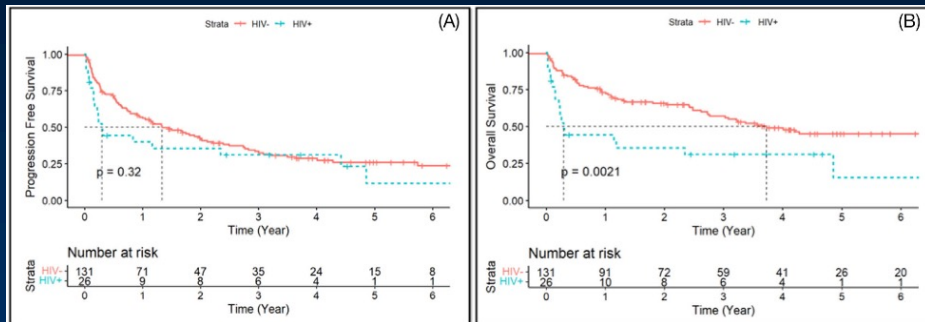 Strata HIV- HIV+ (A)
Progression Free Survival
1.00
0.75
0.50
0.25
0.00
p = 0.32
0 1 2 3 4 5 6
Time (Year)
Number at risk
Strata
HIV- 131 71 47 35 24 15 8
HIV+ 26 9 8 6 4 1 1
0 1 2 3 4 5 6
Time (Year)
Strata HIV- HIV+ (B)
Overall Survival
1.00
0.75
0.50
0.25
0.00
p = 0.0021
0 1 2 3 4 5 6
Time (Year)
Number at risk
Strata
HIV- 131 91 72 59 41 26 20
HIV+ 26 10 8 6 4 1 1
0 1 2 3 4 5 6
Time (Year)